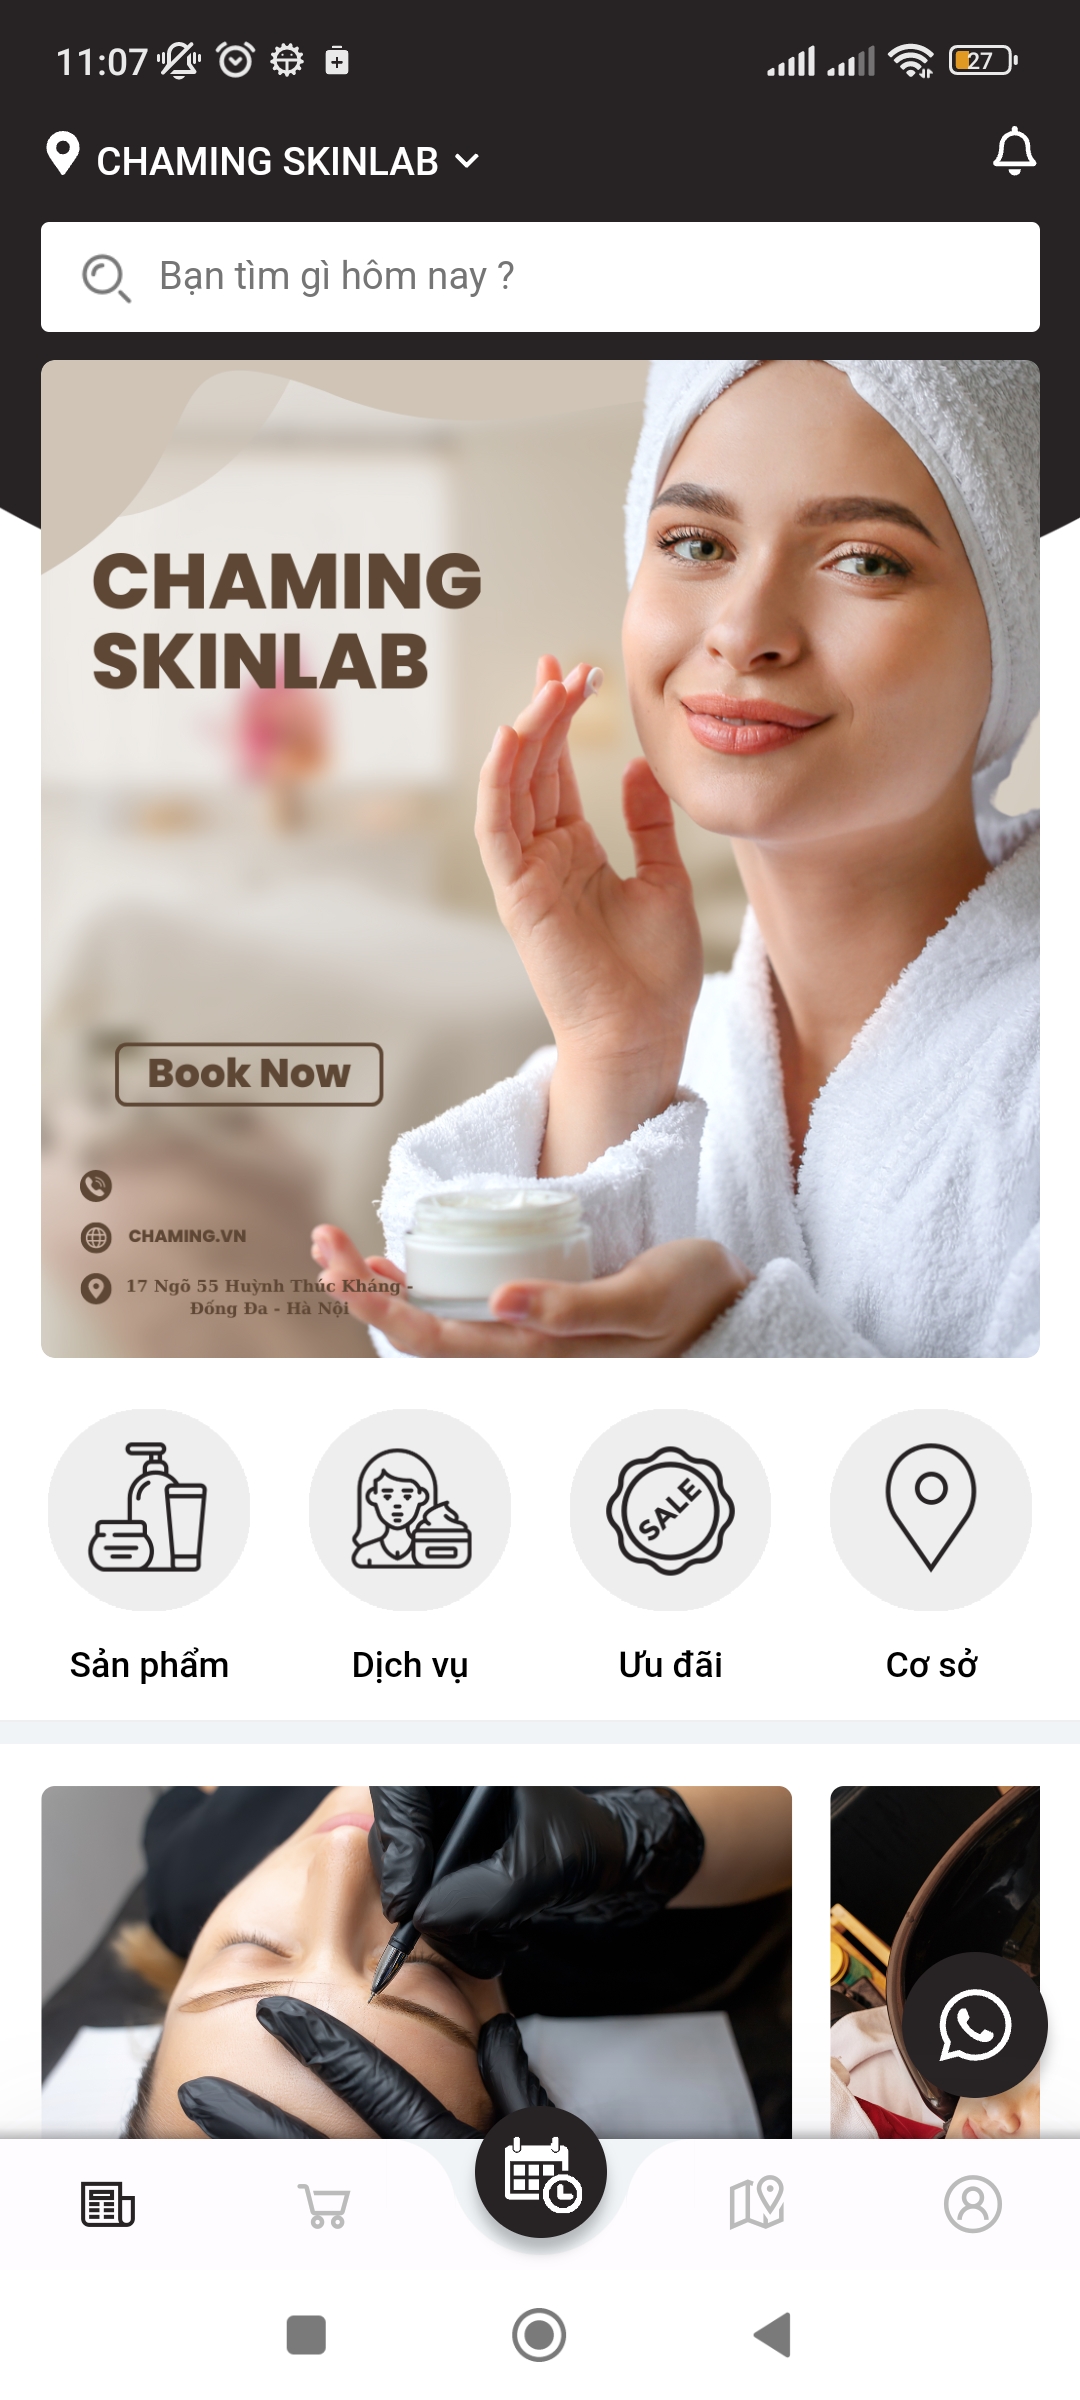 11:07
27
CHAMING SKINLAB
Bạn tìm gì hôm nay ?
CHAMING
SKINLAB
Book Now
CHAMING.VN
17 Ngõ 55 Huỳnh Thúc Kháng -
Đống Đa - Hà Nội
SALE
Sản phẩm
Dịch vụ
Ưu đãi
Cơ sở